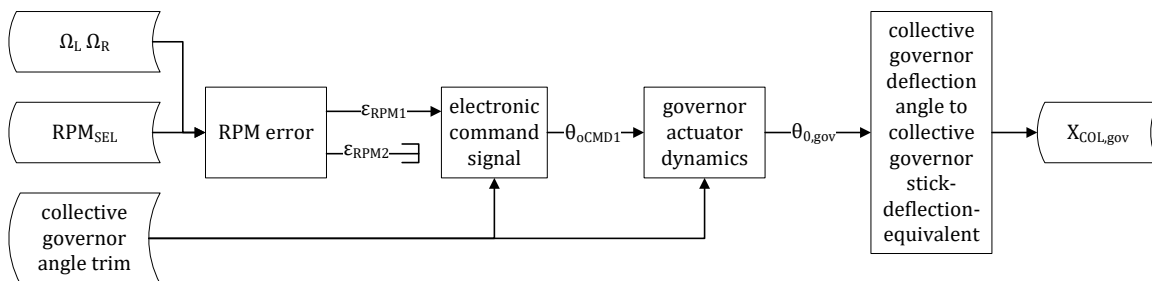 Ω_L Ω_R
RPM_SEL
collective
governor
angle trim
RPM error
ε_RPM1
ε_RPM2
electronic
command
signal
θ_oCMD1
governor
actuator
dynamics
θ_0,gov
collective
governor
deflection
angle to
collective
governor
stick-
deflection-
equivalent
X_COL,gov